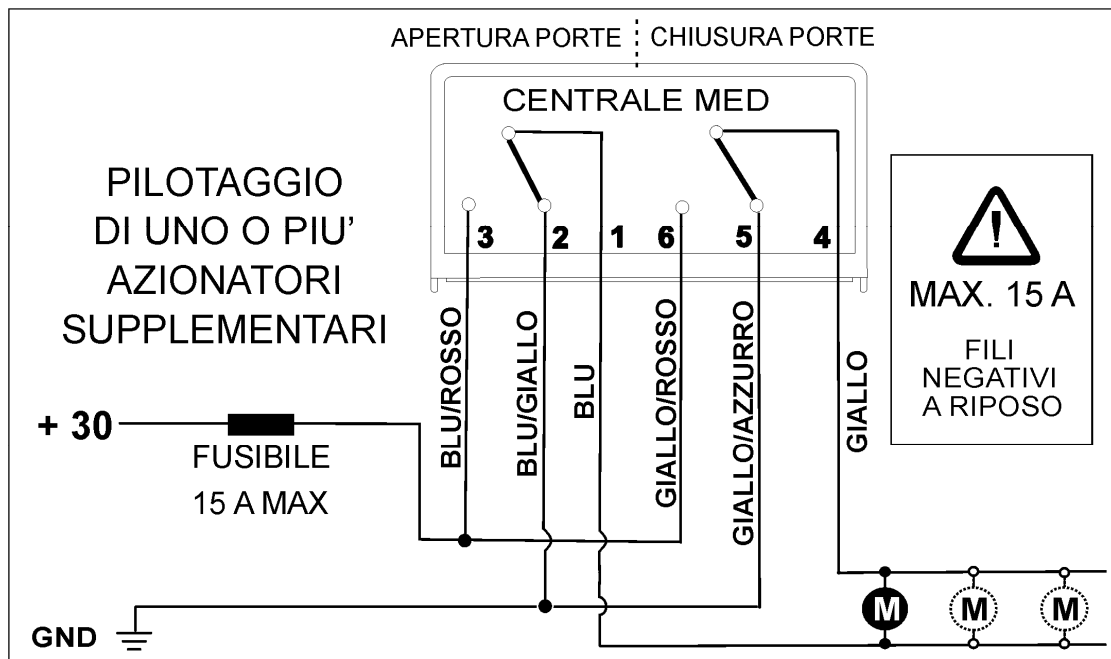 APERTURA PORTE
CHIUSURA PORTE
CENTRALE MED
PILOTAGGIO
DI UNO O PIU'
AZIONATORI
SUPPLEMENTARI
3
2
1
6
5
4
!
MAX. 15 A
FILI
NEGATIVI
A RIPOSO
BLU/ROSSO
BLU/GIALLO
BLU
GIALLO/ROSSO
GIALLO/AZZURRO
GIALLO
+ 30
FUSIBILE
15 A MAX
M
M
M
GND